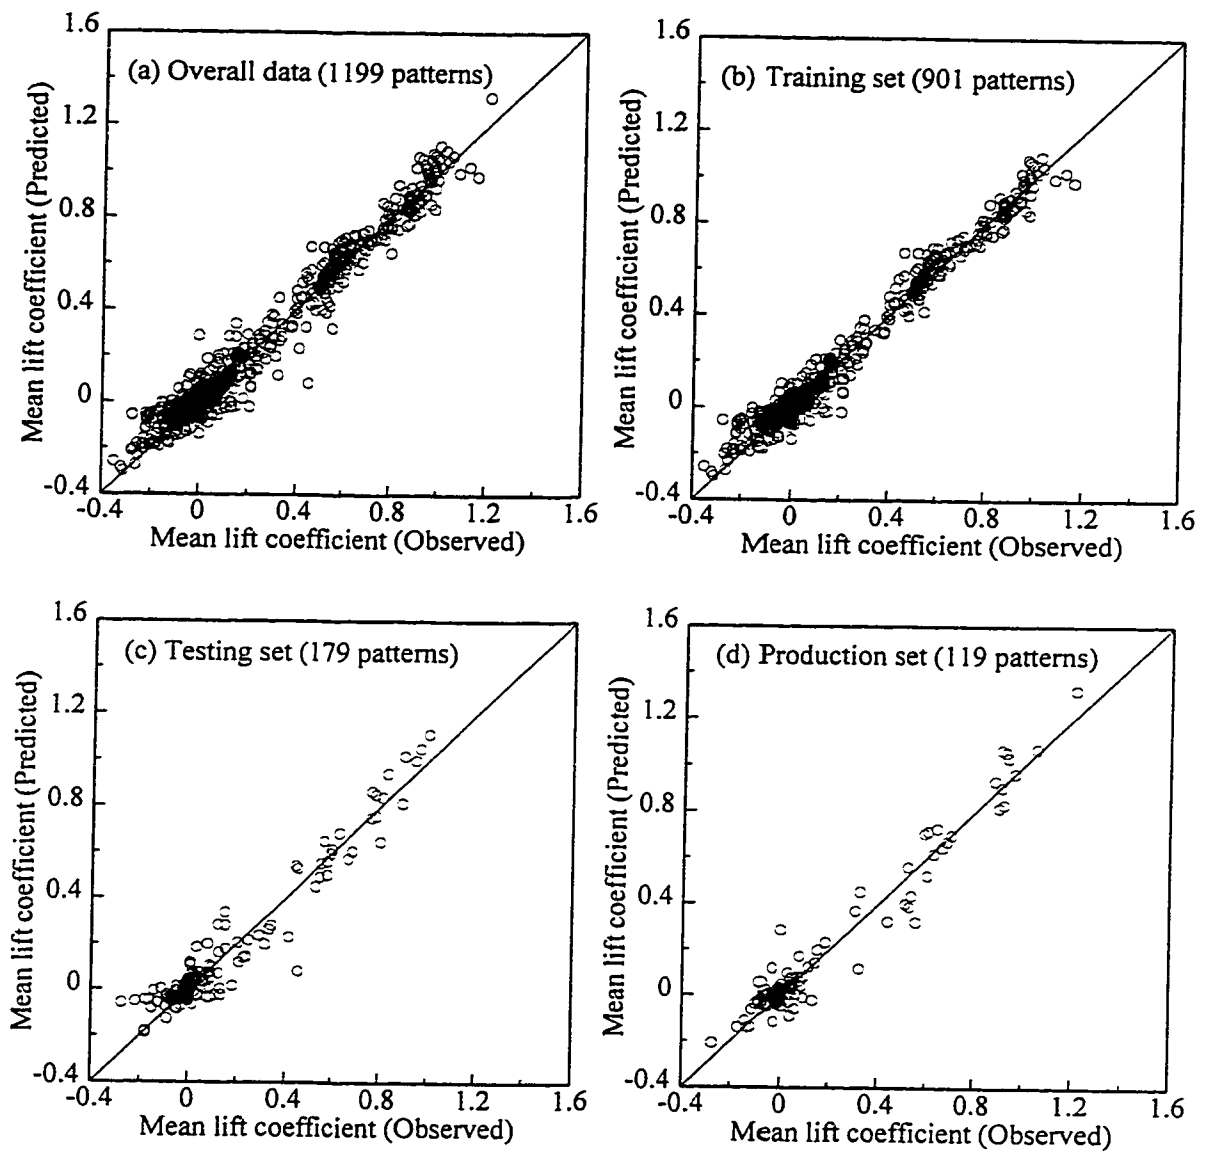 1.6
(a) Overall data (1199 patterns)
1.2
0.8
0.4
0
-0.4
-0.4 0 0.4 0.8 1.2 1.6
Mean lift coefficient (Observed)
Mean lift coefficient (Predicted)
1.6
(b) Training set (901 patterns)
1.2
0.8
0.4
0
-0.4
-0.4 0 0.4 0.8 1.2 1.6
Mean lift coefficient (Observed)
Mean lift coefficient (Predicted)
1.6
(c) Testing set (179 patterns)
1.2
0.8
0.4
0
-0.4
-0.4 0 0.4 0.8 1.2 1.6
Mean lift coefficient (Observed)
Mean lift coefficient (Predicted)
1.6
(d) Production set (119 patterns)
1.2
0.8
0.4
0
-0.4
-0.4 0 0.4 0.8 1.2 1.6
Mean lift coefficient (Observed)
Mean lift coefficient (Predicted)